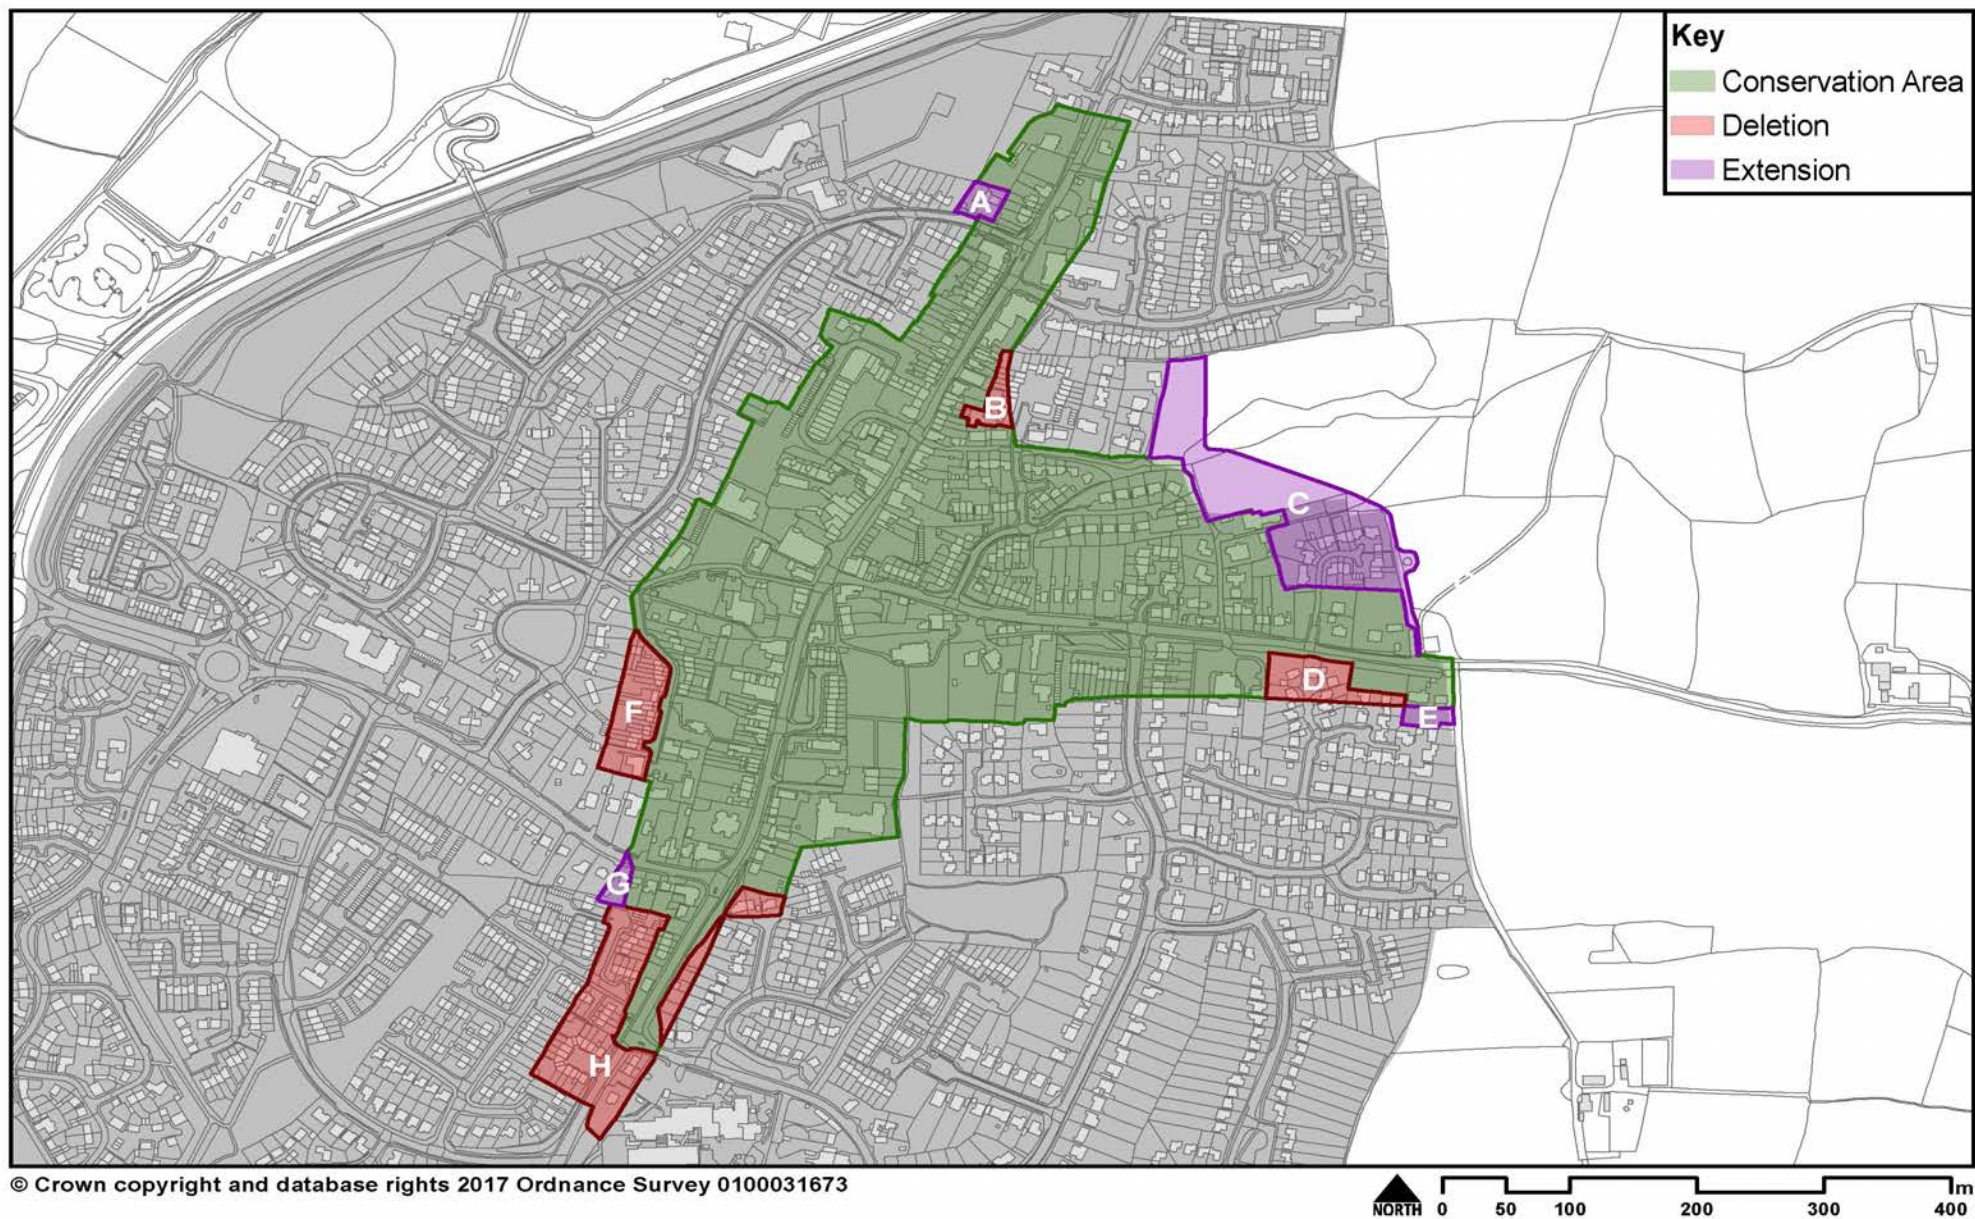 Key
Conservation Area
Deletion
Extension
A
B
C
D
E
F
G
H
© Crown copyright and database rights 2017 Ordnance Survey 0100031673
NORTH 0 50 100 200 300 400 m